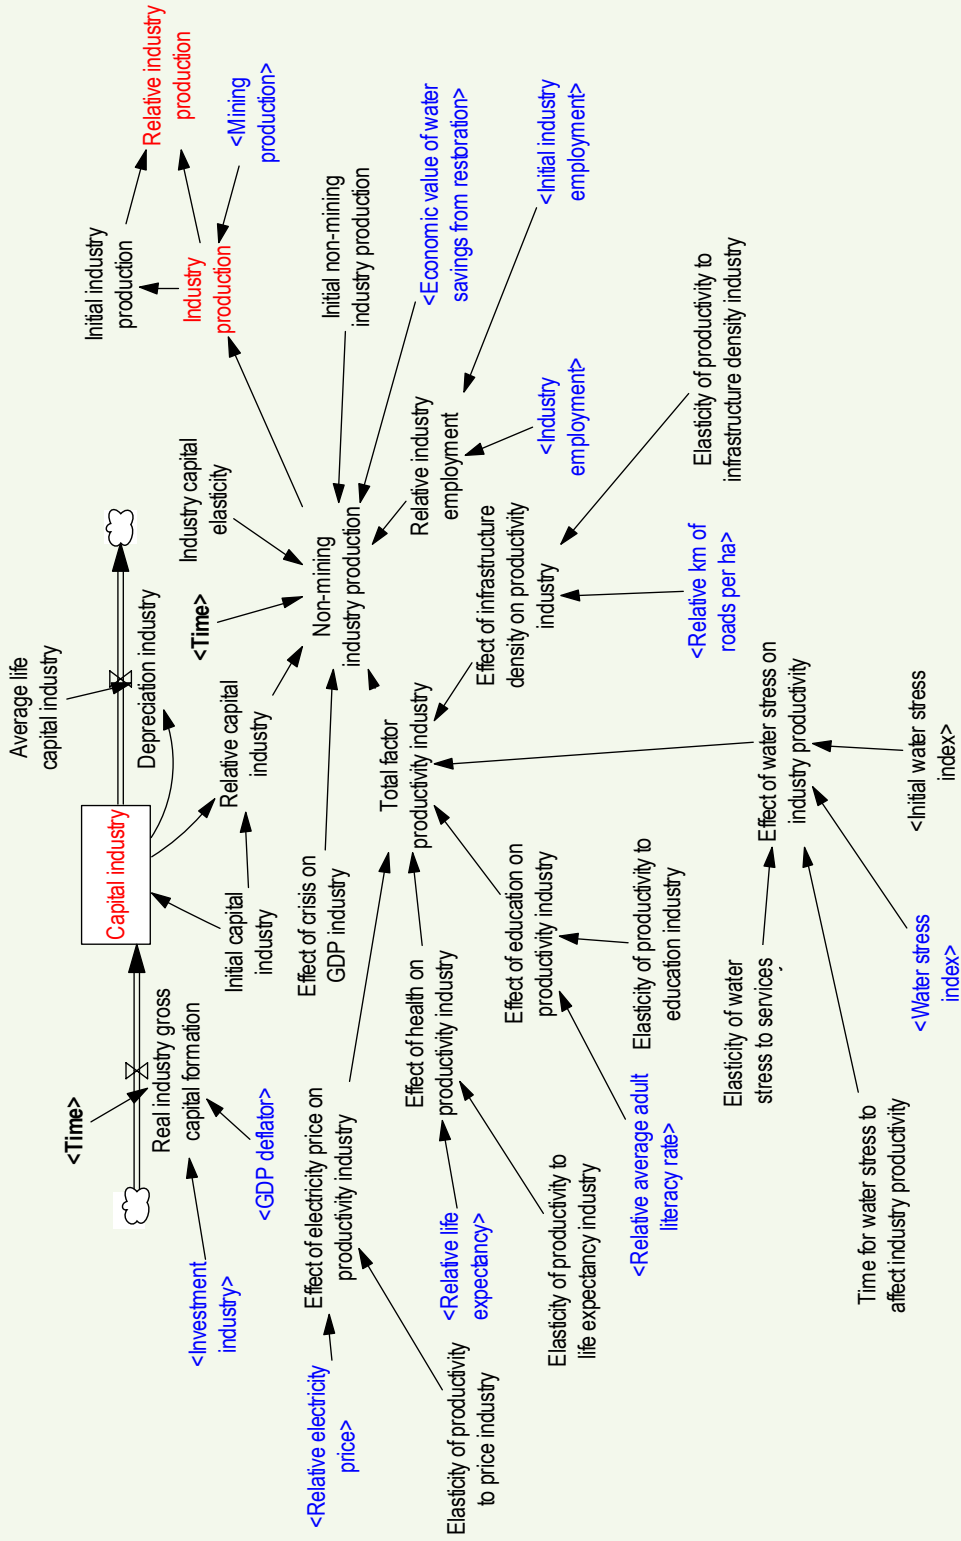 <Time>
Real industry gross
capital formation
<Investment
industry>
<GDP deflator>
Capital industry
Average life
capital industry
Depreciation industry
Initial capital
industry
Relative capital
industry
<Time>
Industry capital
elasticity
Initial industry
production
Relative industry
production
Industry
production
<Mining
production>
<Relative electricity
price>
Effect of electricity price on
productivity industry
Elasticity of productivity
to price industry
Effect of crisis on
GDP industry
Non-mining
industry production
Initial non-mining
industry production
<Economic value of water
savings from restoration>
Total factor
productivity industry
Relative industry
employment
<Initial industry
employment>
<Industry
employment>
<Relative life
expectancy>
Effect of health on
productivity industry
Elasticity of productivity to
life expectancy industry
Effect of education on
productivity industry
<Relative average adult
literacy rate>
Elasticity of productivity to
education industry
Effect of infrastructure
density on productivity
industry
<Relative km of
roads per ha>
Elasticity of productivity to
infrastructure density industry
Elasticity of water
stress to services
Effect of water stress on
industry productivity
Time for water stress to
affect industry productivity
<Water stress
index>
<Initial water stress
index>